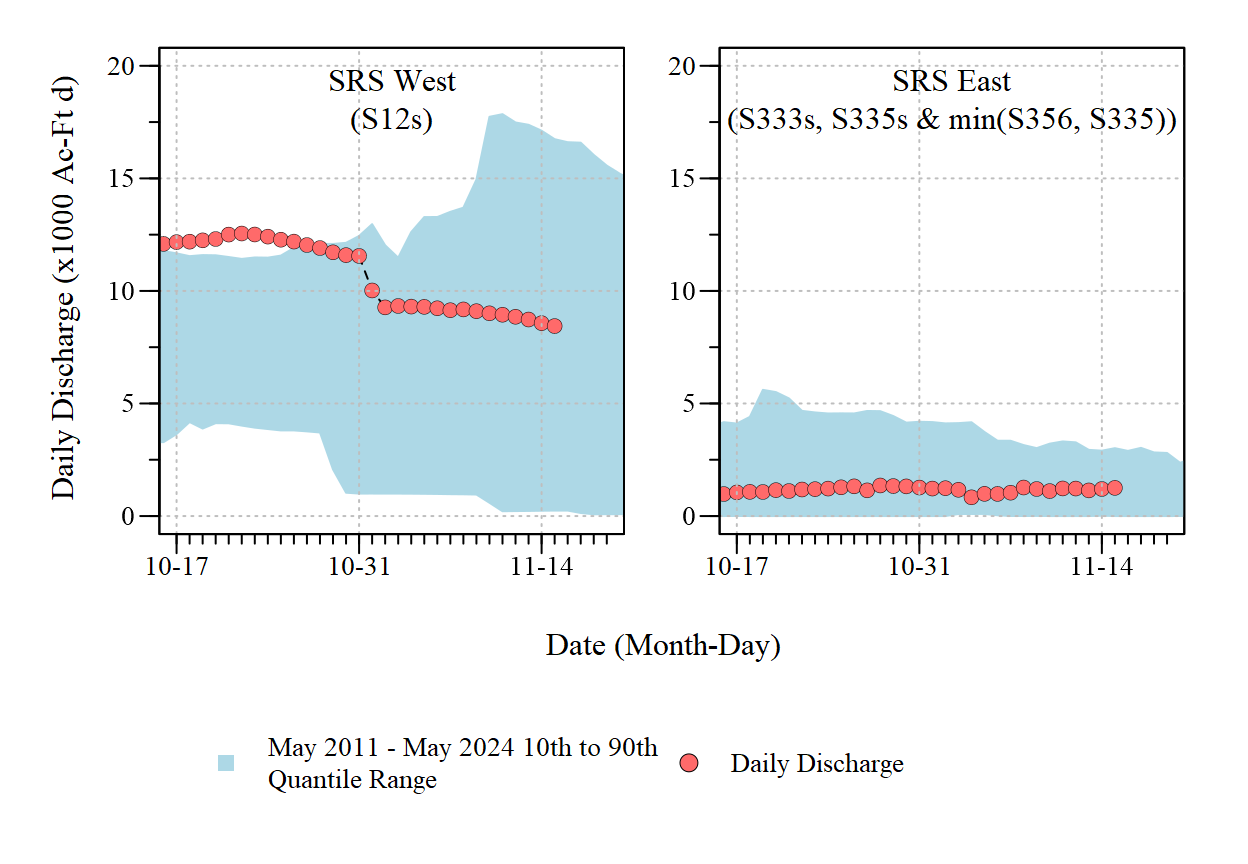 SRS West
(S12s)
SRS East
(S333s, S335s & min(S356, S335))
Daily Discharge (x1000 Ac-Ft d)
20
15
10
5
0
10-17
10-31
11-14
20
15
10
5
0
10-17
10-31
11-14
Date (Month-Day)
May 2011 - May 2024 10th to 90th
Quantile Range
Daily Discharge